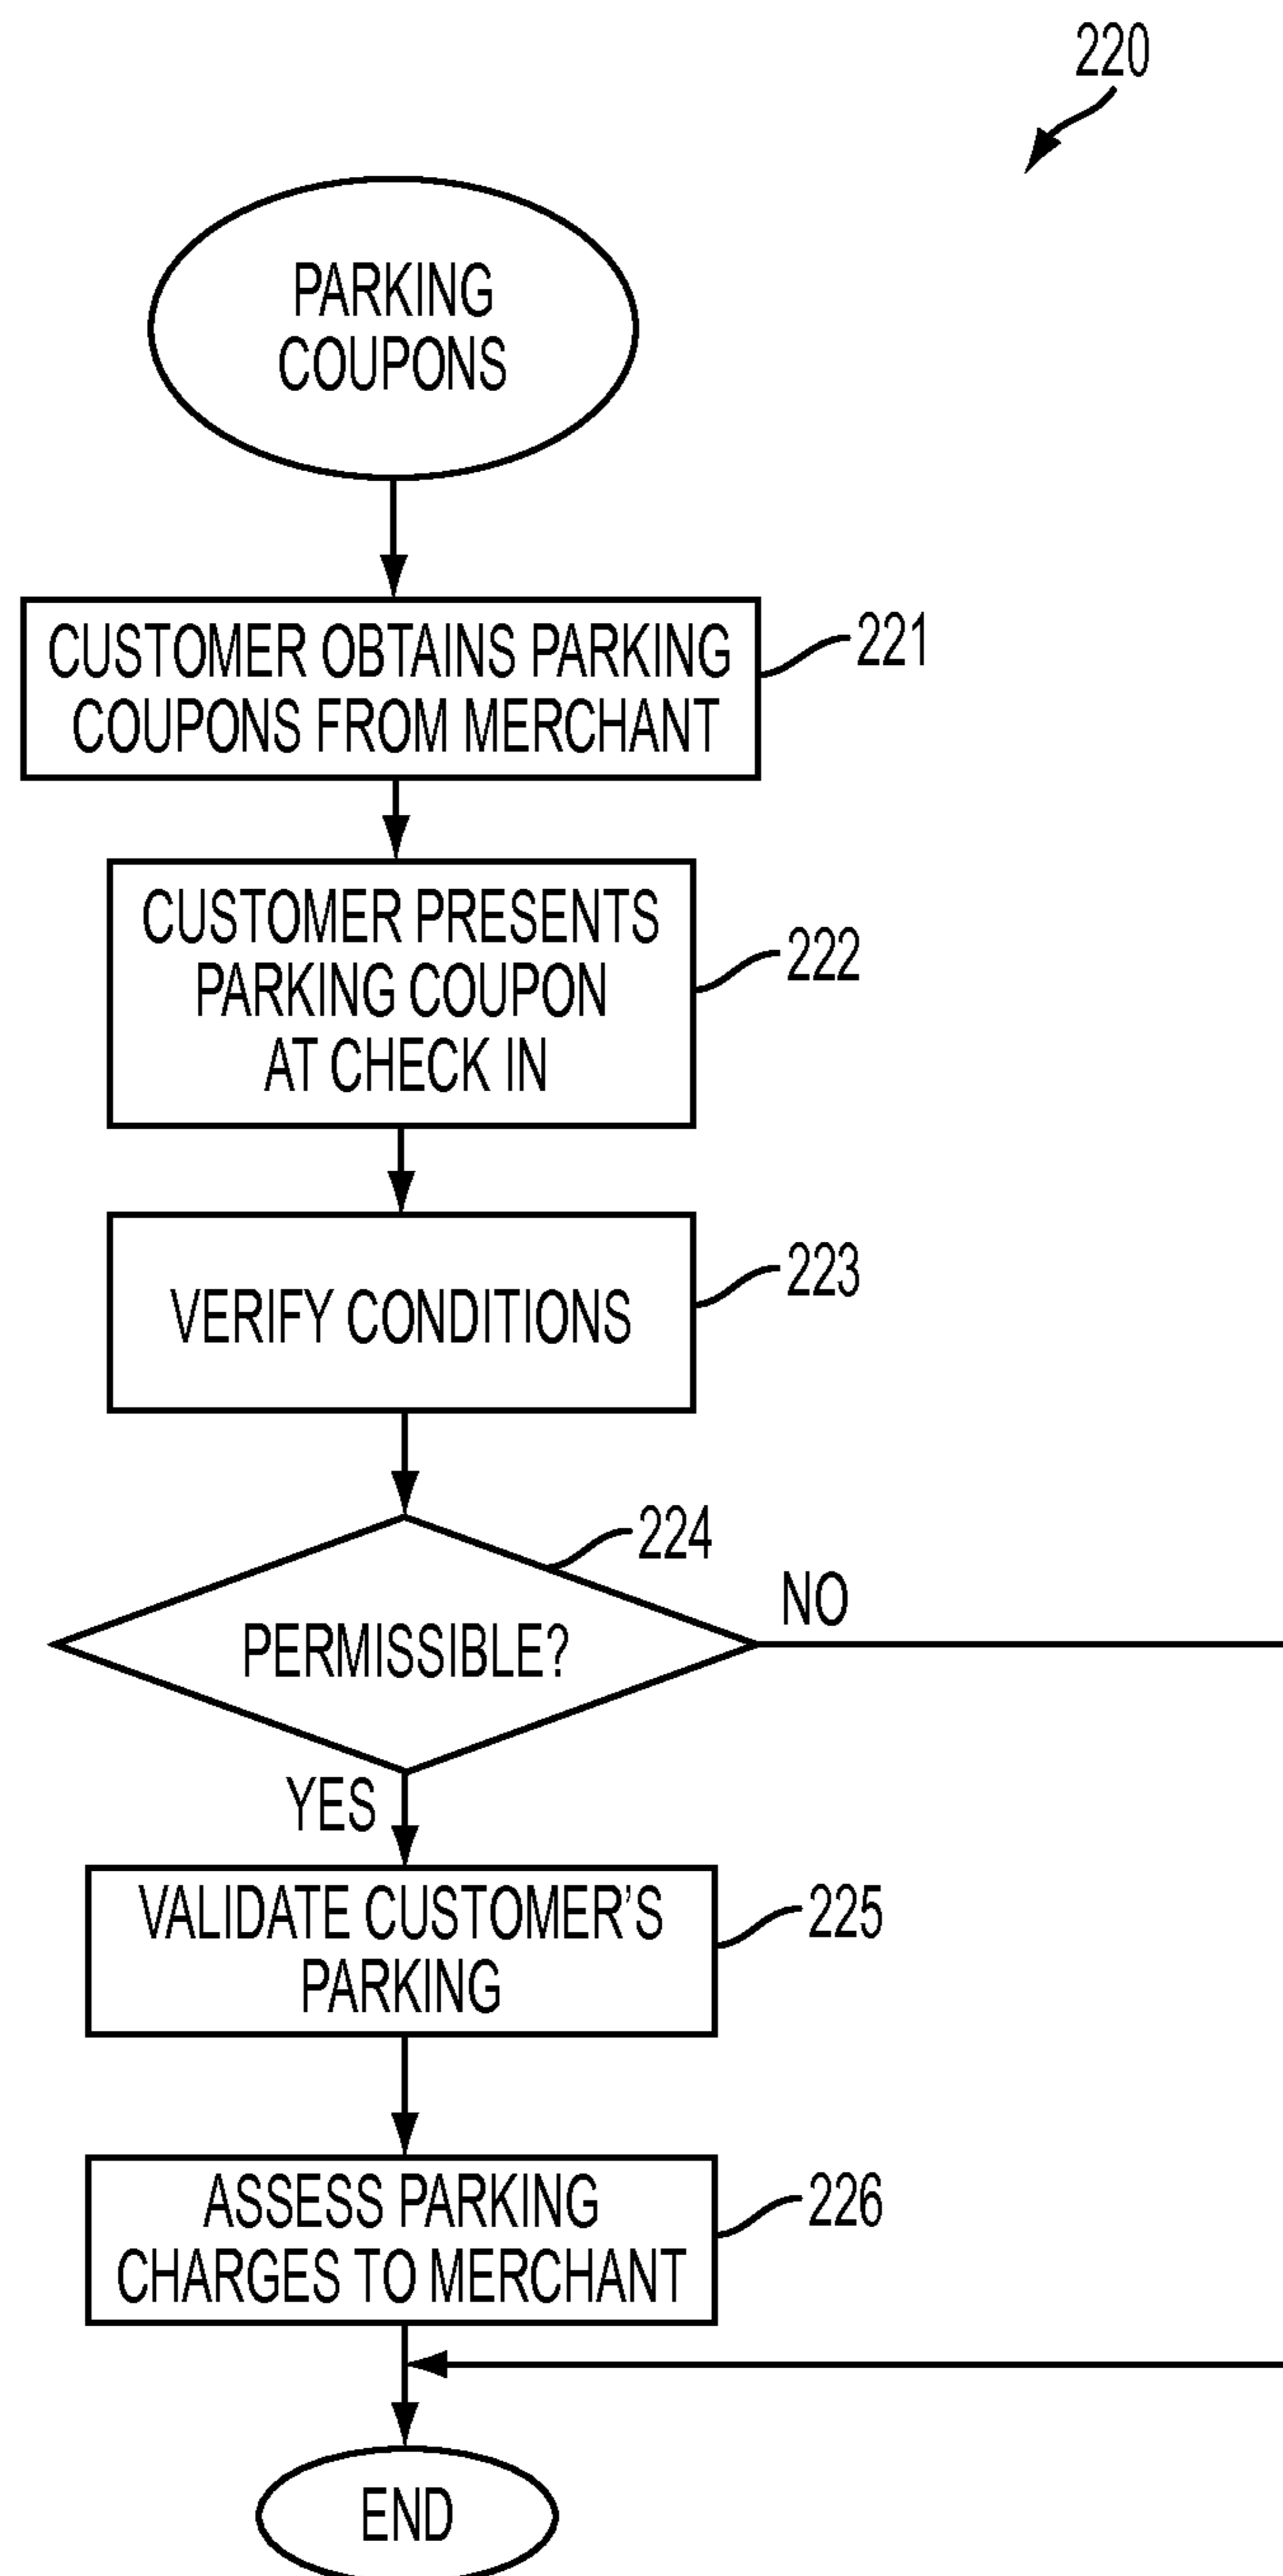 220
PARKING
COUPONS
CUSTOMER OBTAINS PARKING
COUPONS FROM MERCHANT
221
CUSTOMER PRESENTS
PARKING COUPON
AT CHECK IN
222
VERIFY CONDITIONS
223
224
PERMISSIBLE?
NO
YES
VALIDATE CUSTOMER'S
PARKING
225
ASSESS PARKING
CHARGES TO MERCHANT
226
END